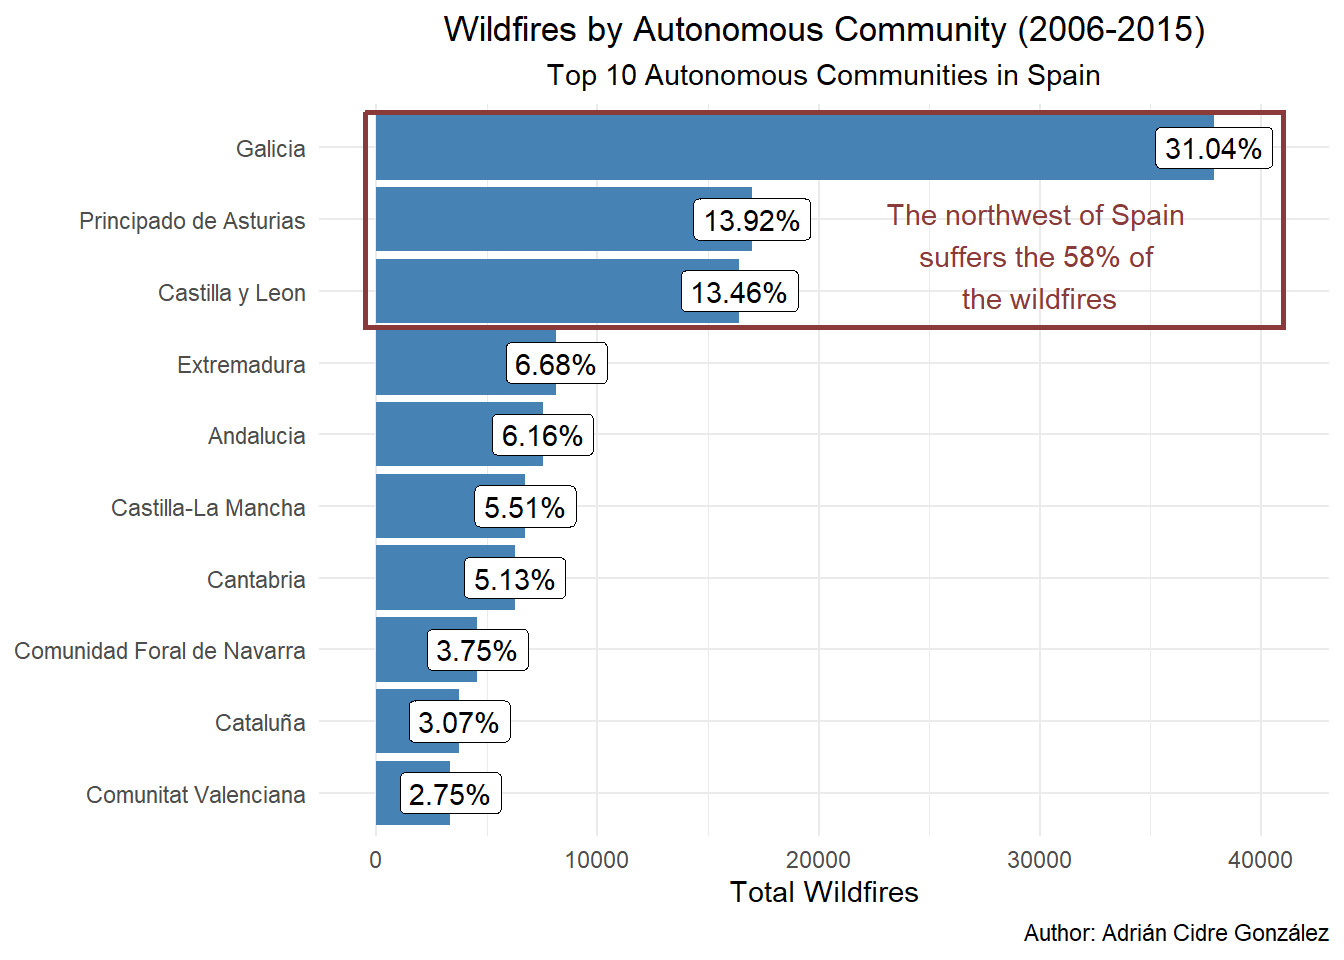 Wildfires by Autonomous Community (2006-2015)
Top 10 Autonomous Communities in Spain
Galicia
31.04%
Principado de Asturias
13.92%
The northwest of Spain
suffers the 58% of
the wildfires
Castilla y Leon
13.46%
Extremadura
6.68%
Andalucia
6.16%
Castilla-La Mancha
5.51%
Cantabria
5.13%
Comunidad Foral de Navarra
3.75%
Cataluña
3.07%
Comunitat Valenciana
2.75%
0 10000 20000 30000 40000
Total Wildfires
Author: Adrián Cidre González